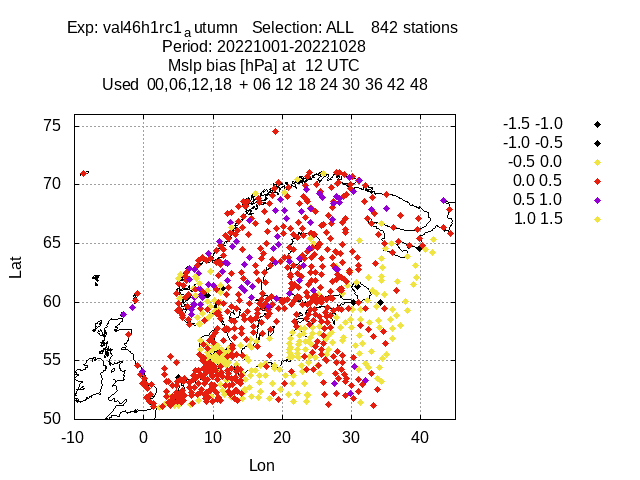 Exp: val46h1rc1autumn Selection: ALL 842 stations
Period: 20221001-20221028
Mslp bias [hPa] at 12 UTC
Used 00,06,12,18 + 06 12 18 24 30 36 42 48
-1.5 -1.0
-1.0 -0.5
-0.5 0.0
0.0 0.5
0.5 1.0
1.0 1.5
75
70
65
60
55
50
Lat
-10 0 10 20 30 40
Lon